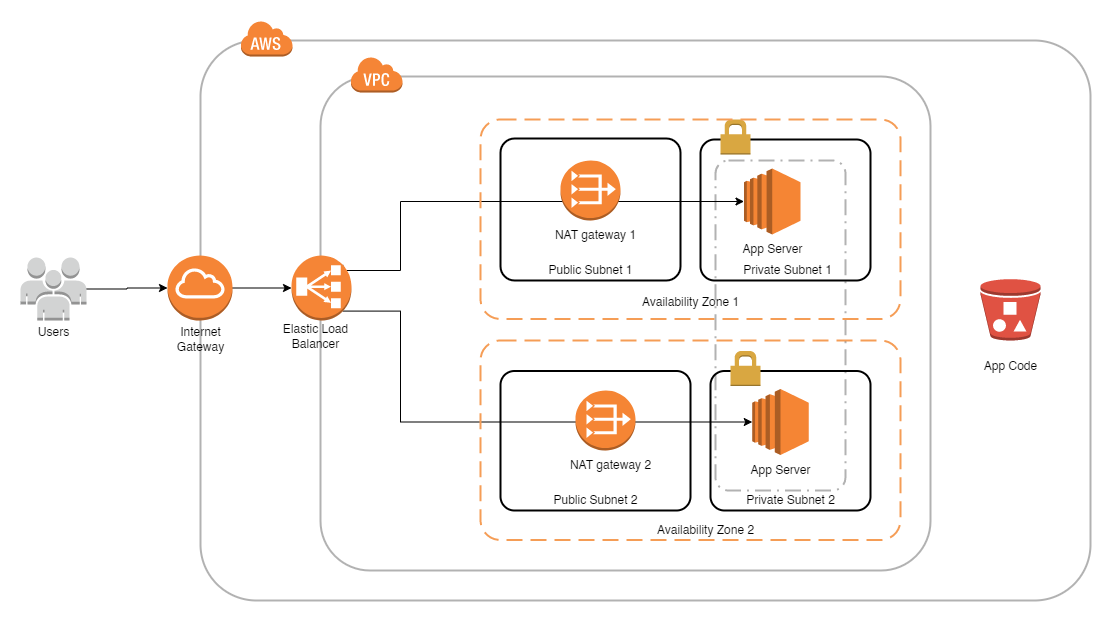 AWS
VPC
NAT gateway 1
Public Subnet 1
App Server
Private Subnet 1
Availability Zone 1
Users
Internet
Gateway
Elastic Load
Balancer
App Code
NAT gateway 2
Public Subnet 2
App Server
Private Subnet 2
Availability Zone 2